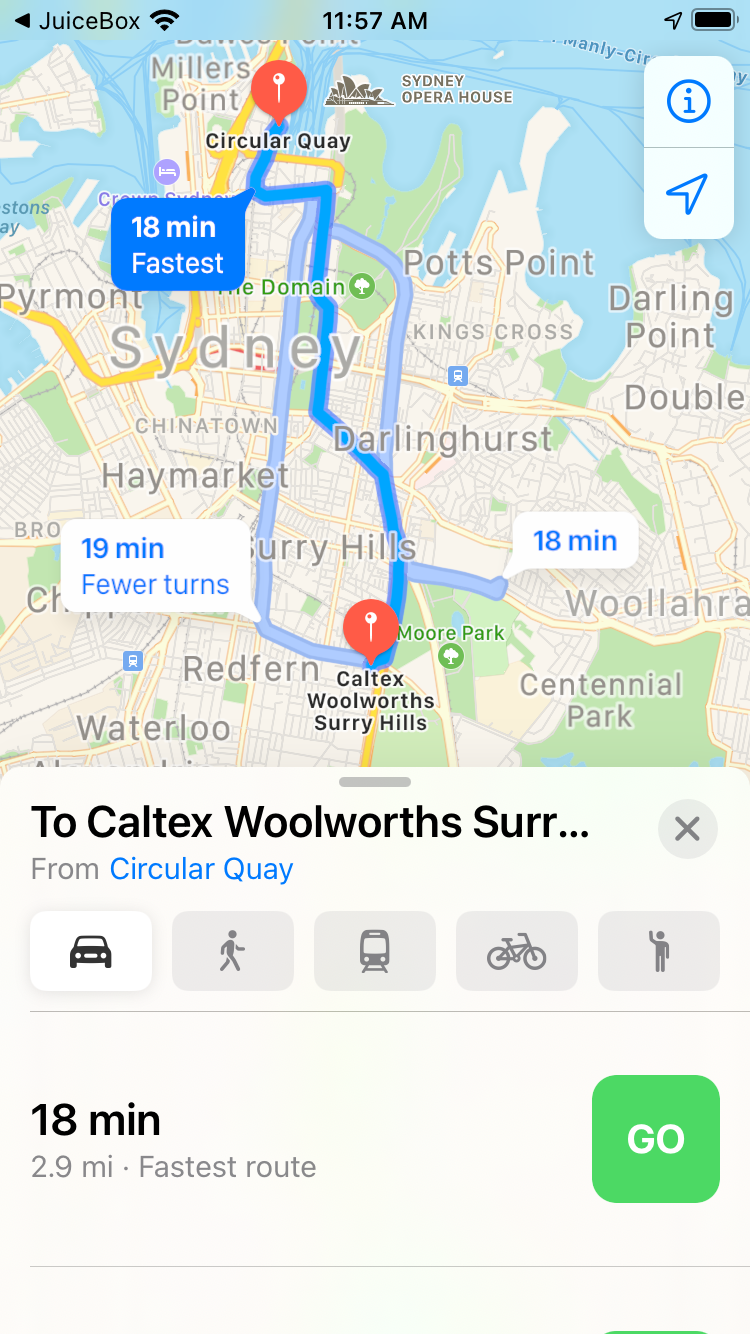 JuiceBox
11:57 AM
Manly-Cir
Millers
Point
SYDNEY
OPERA HOUSE
Circular Quay
18 min
Fastest
Potts Point
Pyrmont
The Domain
Darling
Point
KINGS CROSS
Sydney
Double
CHINATOWN
Darlinghurst
Haymarket
BRO
19 min
Fewer turns
Surry Hills
18 min
Woollahra
Moore Park
Redfern
Caltex
Woolworths
Surry Hills
Centennial
Park
Waterloo
To Caltex Woolworths Surr...
From Circular Quay
18 min
2.9 mi · Fastest route
GO